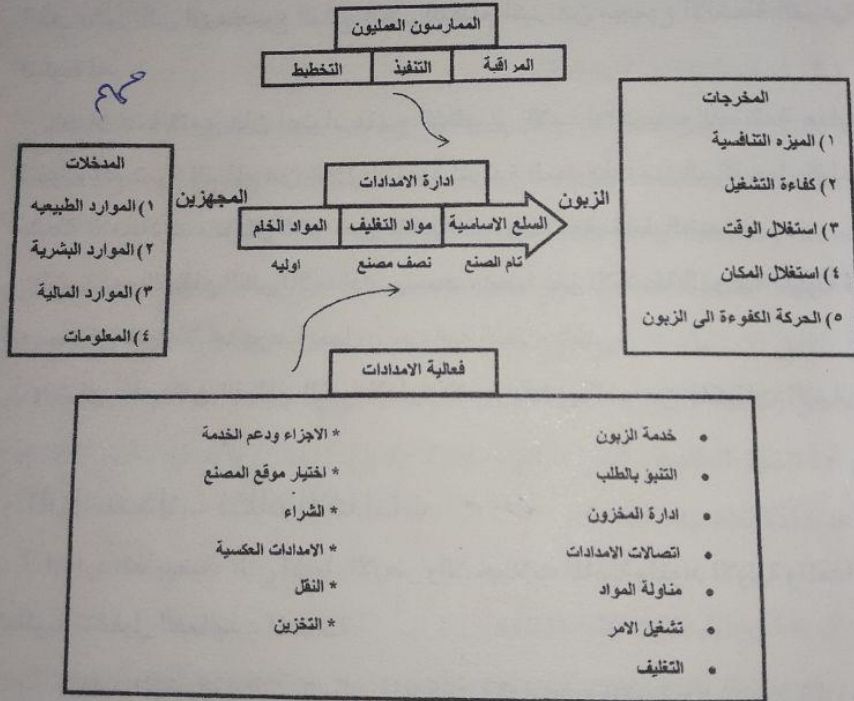 الممارسون العمليون
التخطيط
التنفيذ
المراقبة
المدخلات
١) الموارد الطبيعيه
٢) الموارد البشرية
٣) الموارد المالية
٤) المعلومات
المجهزين
ادارة الامدادات
المواد الخام
مواد التغليف
السلع الاساسية
اوليه
نصف مصنع
تام الصنع
الزبون
المخرجات
١) الميزه التنافسية
٢) كفاءة التشغيل
٣) استغلال الوقت
٤) استغلال المكان
٥) الحركة الكفوءة الى الزبون
فعالية الامدادات
• خدمة الزبون
• التنبؤ بالطلب
• ادارة المخزون
• اتصالات الامدادات
• مناولة المواد
• تشغيل الامر
• التغليف
* الاجزاء ودعم الخدمة
* اختيار موقع المصنع
* الشراء
* الامدادات العكسية
* النقل
* التخزين